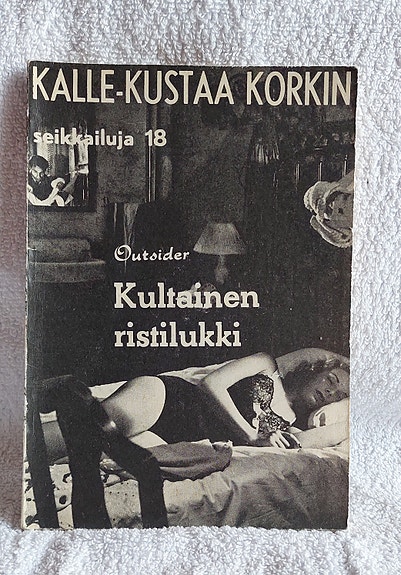 KALLE-KUSTAA KORKIN
seikkailuja 18
Outsider
Kultainen
ristilukki